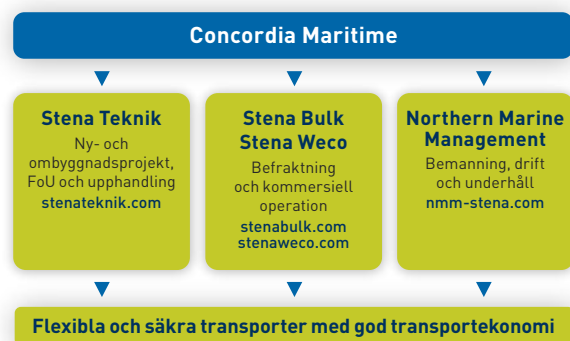 Concordia Maritime
Stena Teknik
Ny- och
ombyggnadsprojekt,
FoU och upphandling
stenateknik.com
Stena Bulk
Stena Weco
Befraktning
och kommersiell
operation
stenabulk.com
stenaweco.com
Northern Marine
Management
Bemanning, drift
och underhåll
nmm-stena.com
Flexibla och säkra transporter med god transportekonomi